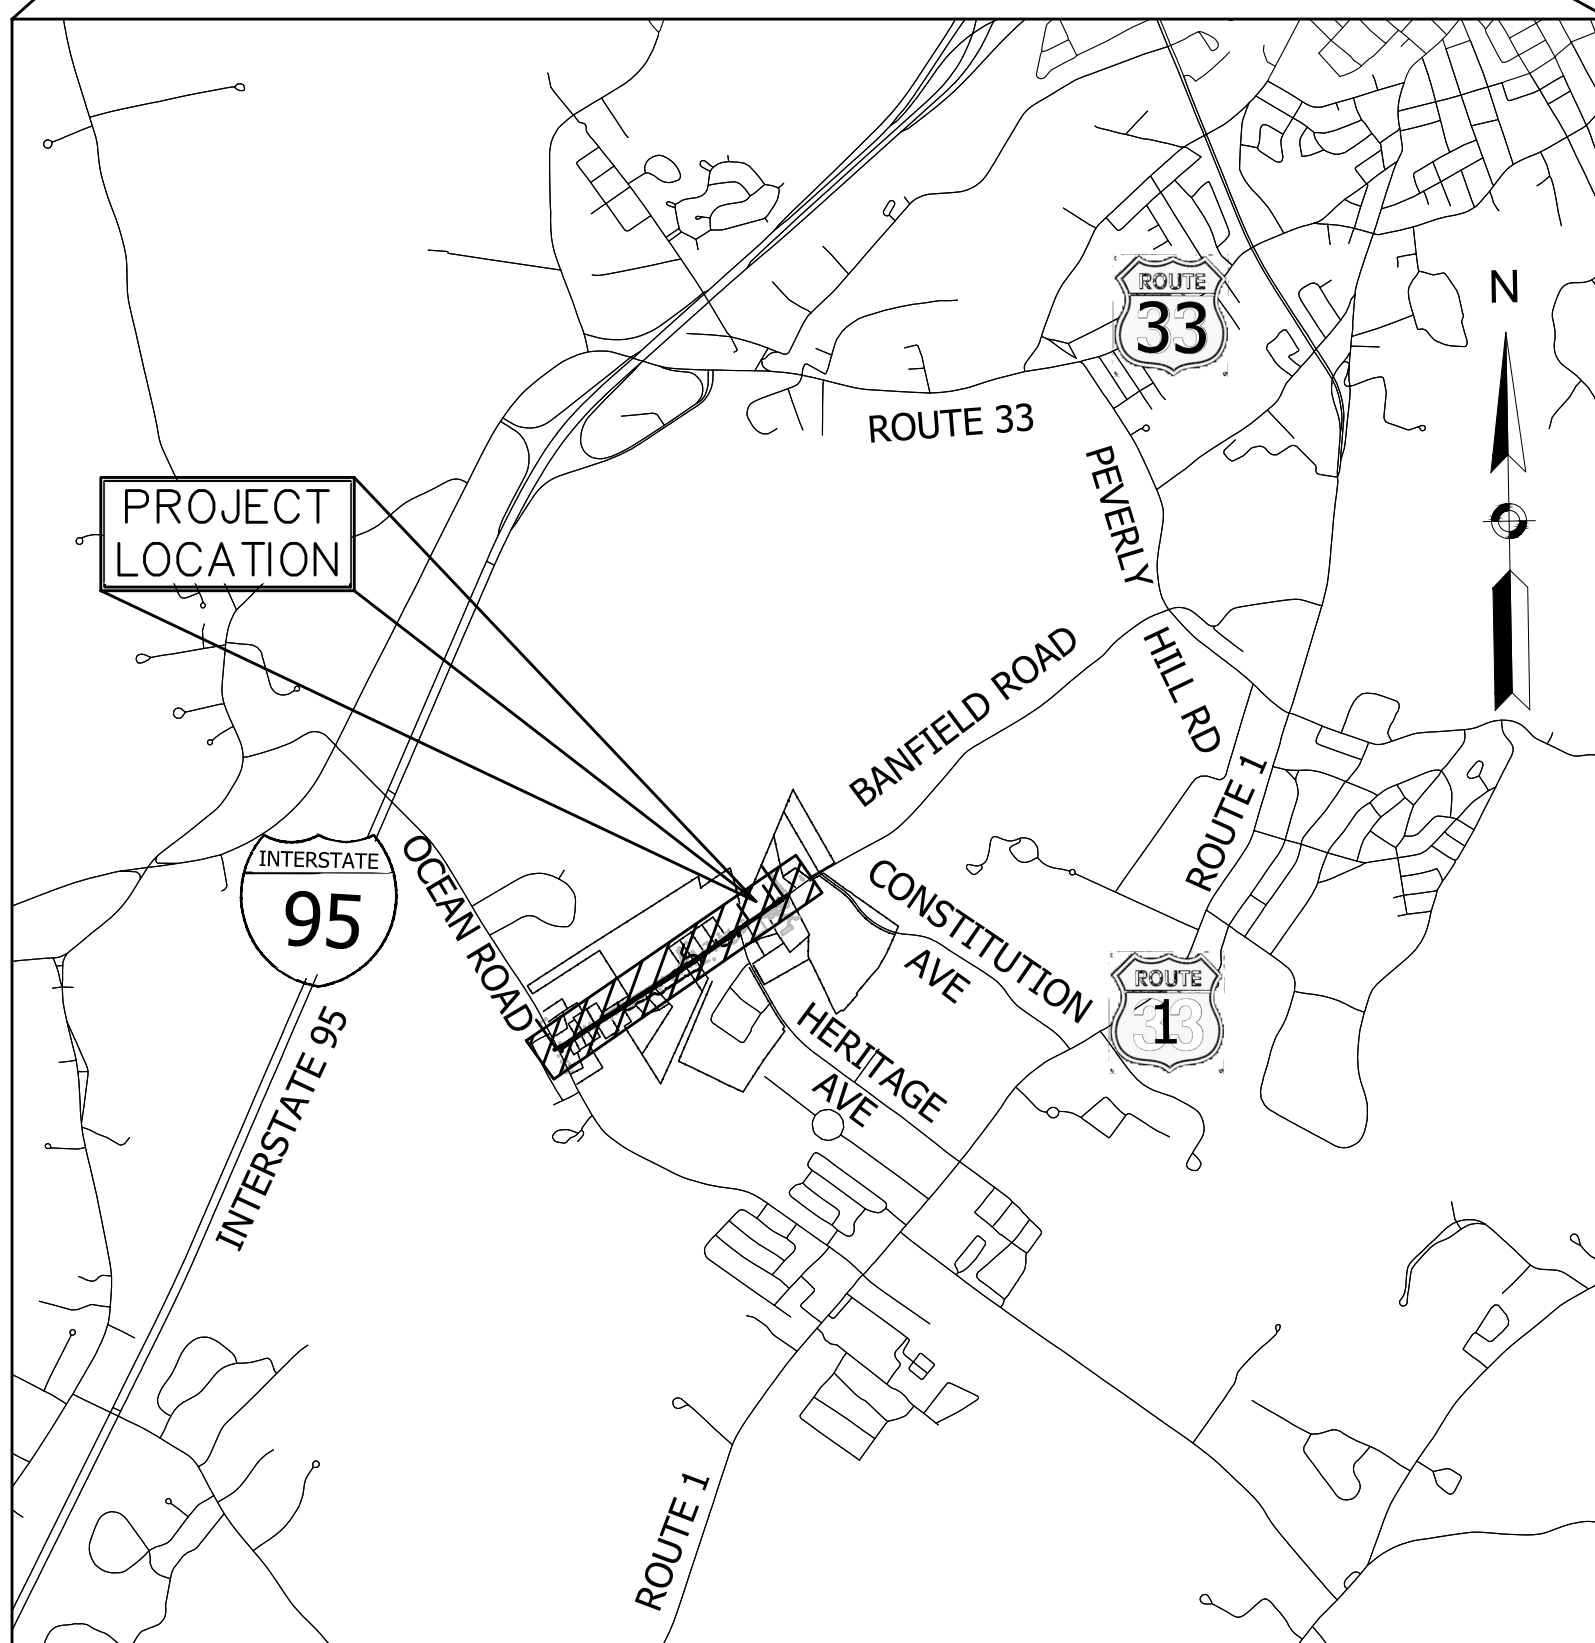 N
ROUTE
33
ROUTE 33
PROJECT
LOCATION
PEVERLY
HILL RD
BANFIELD ROAD
ROUTE 1
INTERSTATE
95
OCEAN ROAD
CONSTITUTION
AVE
ROUTE
1
HERITAGE
AVE
INTERSTATE 95
ROUTE 1